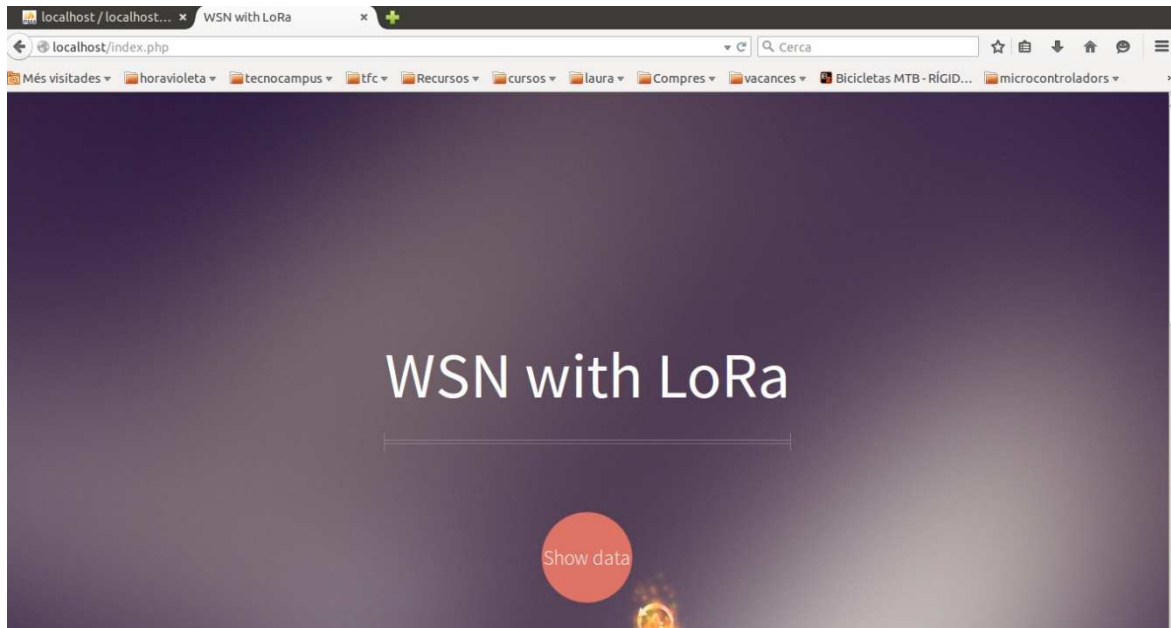 localhost / localhost... × WSN with LoRa ×
localhost/index.php Cerca
Més visitades horavioleta tecnocampus tfc Recursos cursos laura Compres vacances Bicicletas MTB - RÍGID... microcontroladors
WSN with LoRa
Show data